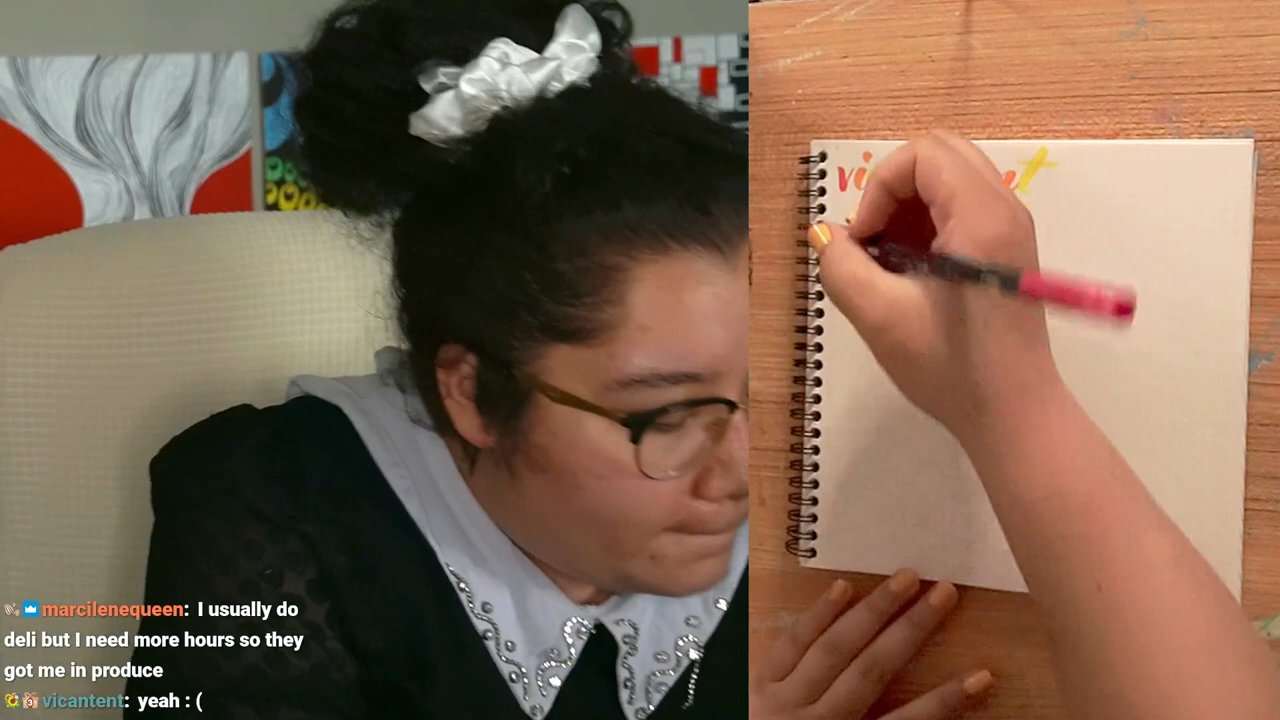 marcilenequeen: I usually do
deli but I need more hours so they
got me in produce
vicantent: yeah : (